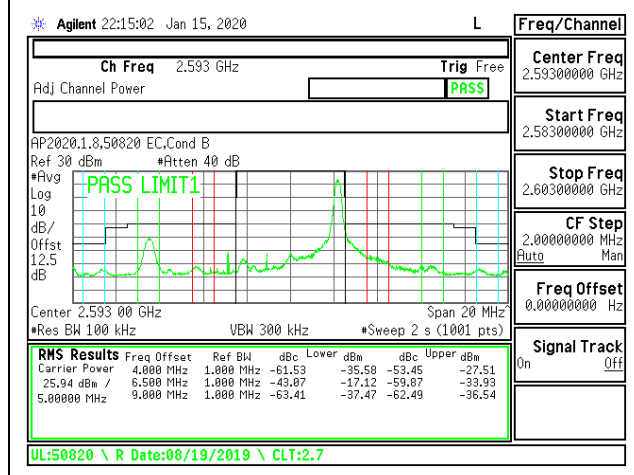 Agilent 22:15:02 Jan 15, 2020 L Freq/Channel
Ch Freq 2.593 GHz Trig Free
Adj Channel Power PASS
AP2020.1.8,50820 EC,Cond B
Ref 30 dBm #Atten 40 dB
#Avg
Log
10
dB/
Offst
12.5
dB
PASS LIMIT1
Center 2.593 00 GHz Span 20 MHz^
#Res BW 100 kHz VBW 300 kHz #Sweep 2 s (1001 pts)
RMS Results Freq Offset Ref BW dBc Lower dBm dBc Upper dBm
Carrier Power 4.000 MHz 1.000 MHz -61.53 -35.58 -53.45 -27.51
25.94 dBm / 6.500 MHz 1.000 MHz -43.07 -17.12 -59.87 -33.93
5.00000 MHz 9.000 MHz 1.000 MHz -63.41 -37.47 -62.49 -36.54
UL:50820 \ R Date:08/19/2019 \ CLT:2.7
Center Freq
2.59300000 GHz
Start Freq
2.58300000 GHz
Stop Freq
2.60300000 GHz
CF Step
2.00000000 MHz
Auto Man
Freq Offset
0.00000000 Hz
Signal Track
On Off